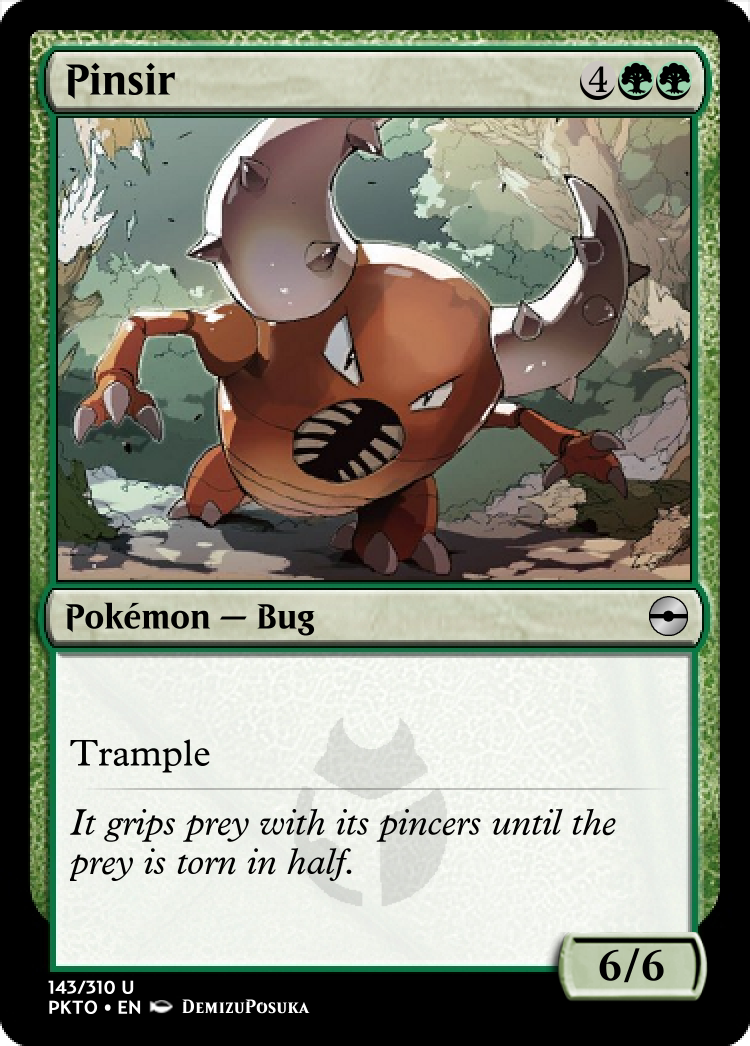 Pinsir 4
Pokémon — Bug
Trample
It grips prey with its pincers until the
prey is torn in half.
6/6
143/310 U
PKTO • EN DemizuPosuka